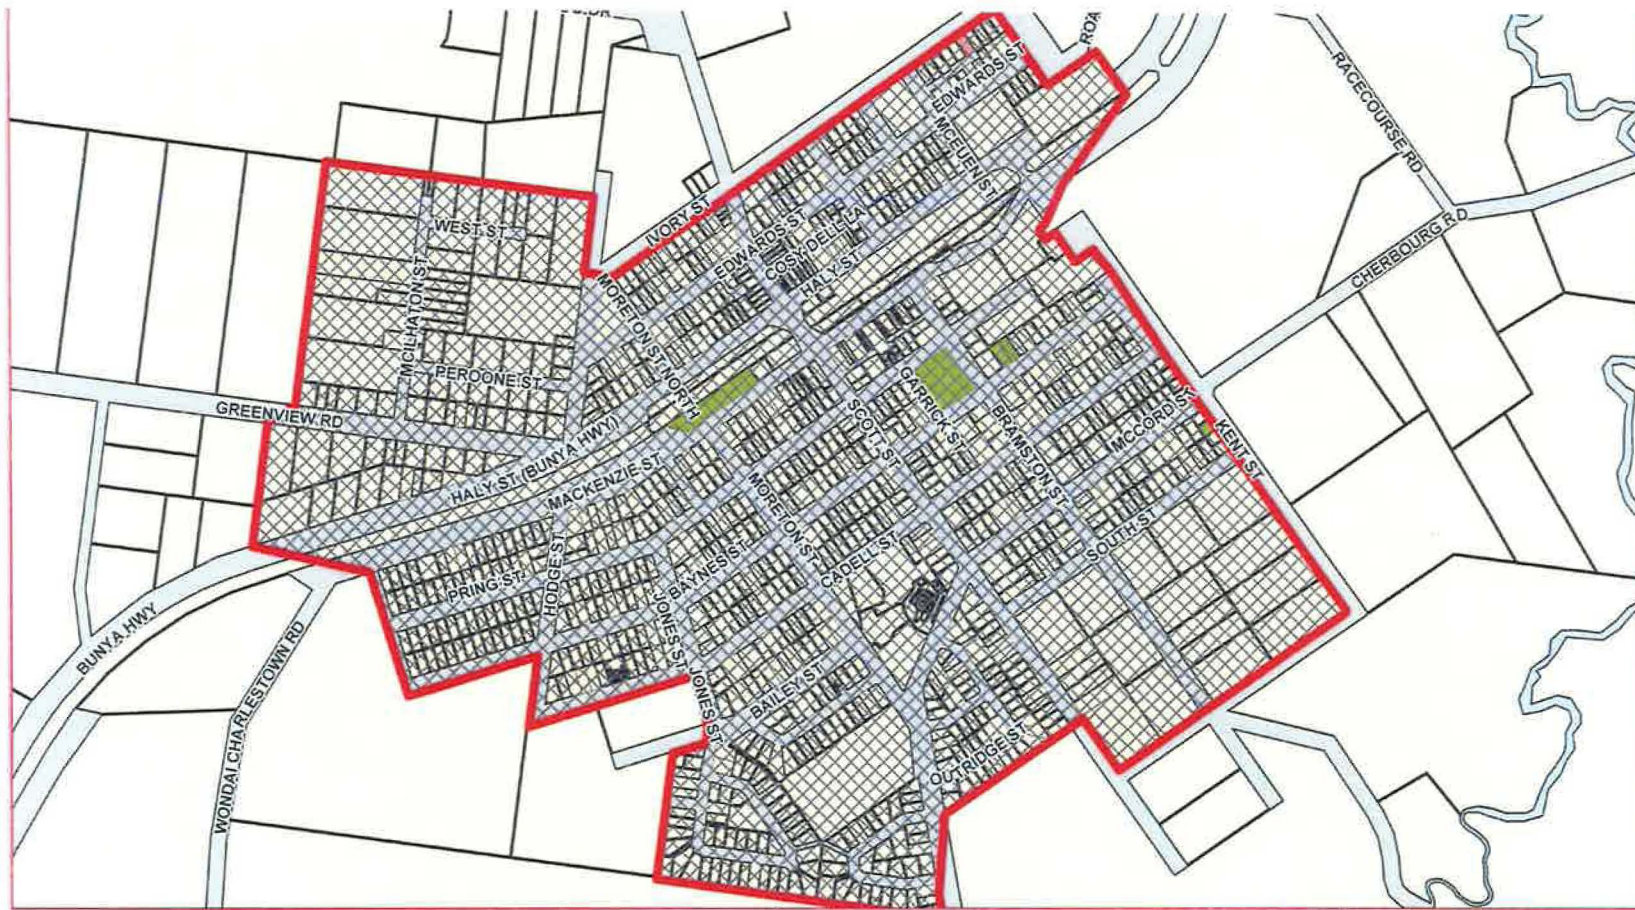 ROA
EDWARDS ST
MCEUEN ST
RACECOURSE RD
CHERBOURG RD
WEST ST
IVORY ST
EDWARDS ST
COSY DELLA
HALY ST
MCILHATON ST
MORETON ST NORTH
PERDONE ST
GREENVIEW RD
GARRICK ST
SCOTT ST
BRAMSTON ST
MCCORD ST
KENT ST
HALY ST (BUNYA HWY)
MACKENZIE ST
MORETON ST
SOUTH ST
CADELL ST
BAYNES ST
PRING ST
HODGE ST
JONES ST
BUNYA HWY
WONDAI CHARLESTOWN RD
JONES ST
BAILEY ST
OUTRIDGE ST